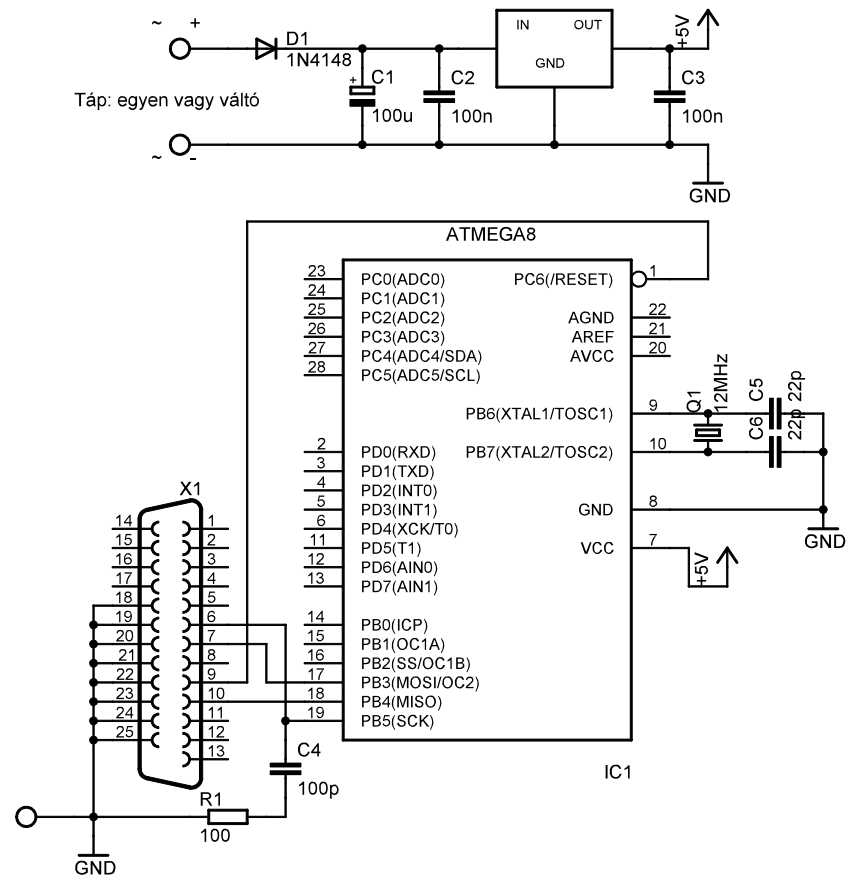 ~ +
D1
1N4148
IN OUT
GND
+5V
C1
+
100u
C2
100n
C3
100n
Táp: egyen vagy váltó
~ -
GND
ATMEGA8
23 PC0(ADC0)
24 PC1(ADC1)
25 PC2(ADC2)
26 PC3(ADC3)
27 PC4(ADC4/SDA)
28 PC5(ADC5/SCL)
2 PD0(RXD)
3 PD1(TXD)
4 PD2(INT0)
5 PD3(INT1)
6 PD4(XCK/T0)
11 PD5(T1)
12 PD6(AIN0)
13 PD7(AIN1)
14 PB0(ICP)
15 PB1(OC1A)
16 PB2(SS/OC1B)
17 PB3(MOSI/OC2)
18 PB4(MISO)
19 PB5(SCK)
PC6(/RESET) 1
AGND 22
AREF 21
AVCC 20
PB6(XTAL1/TOSC1) 9
PB7(XTAL2/TOSC2) 10
GND 8
VCC 7
Q1
12MHz
C5
22p
C6
22p
GND
+5V
IC1
X1
14 1
15 2
16 3
17 4
18 5
19 6
20 7
21 8
22 9
23 10
24 11
25 12
13
C4
100p
R1
100
GND